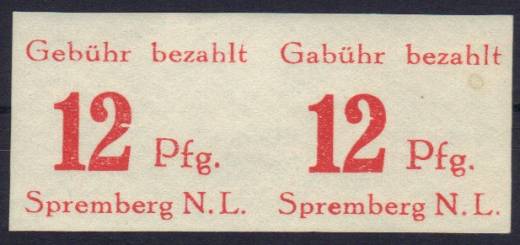 Gebühr bezahlt Gabühr bezahlt
12 Pfg. 12 Pfg.
Spremberg N.L. Spremberg N.L.